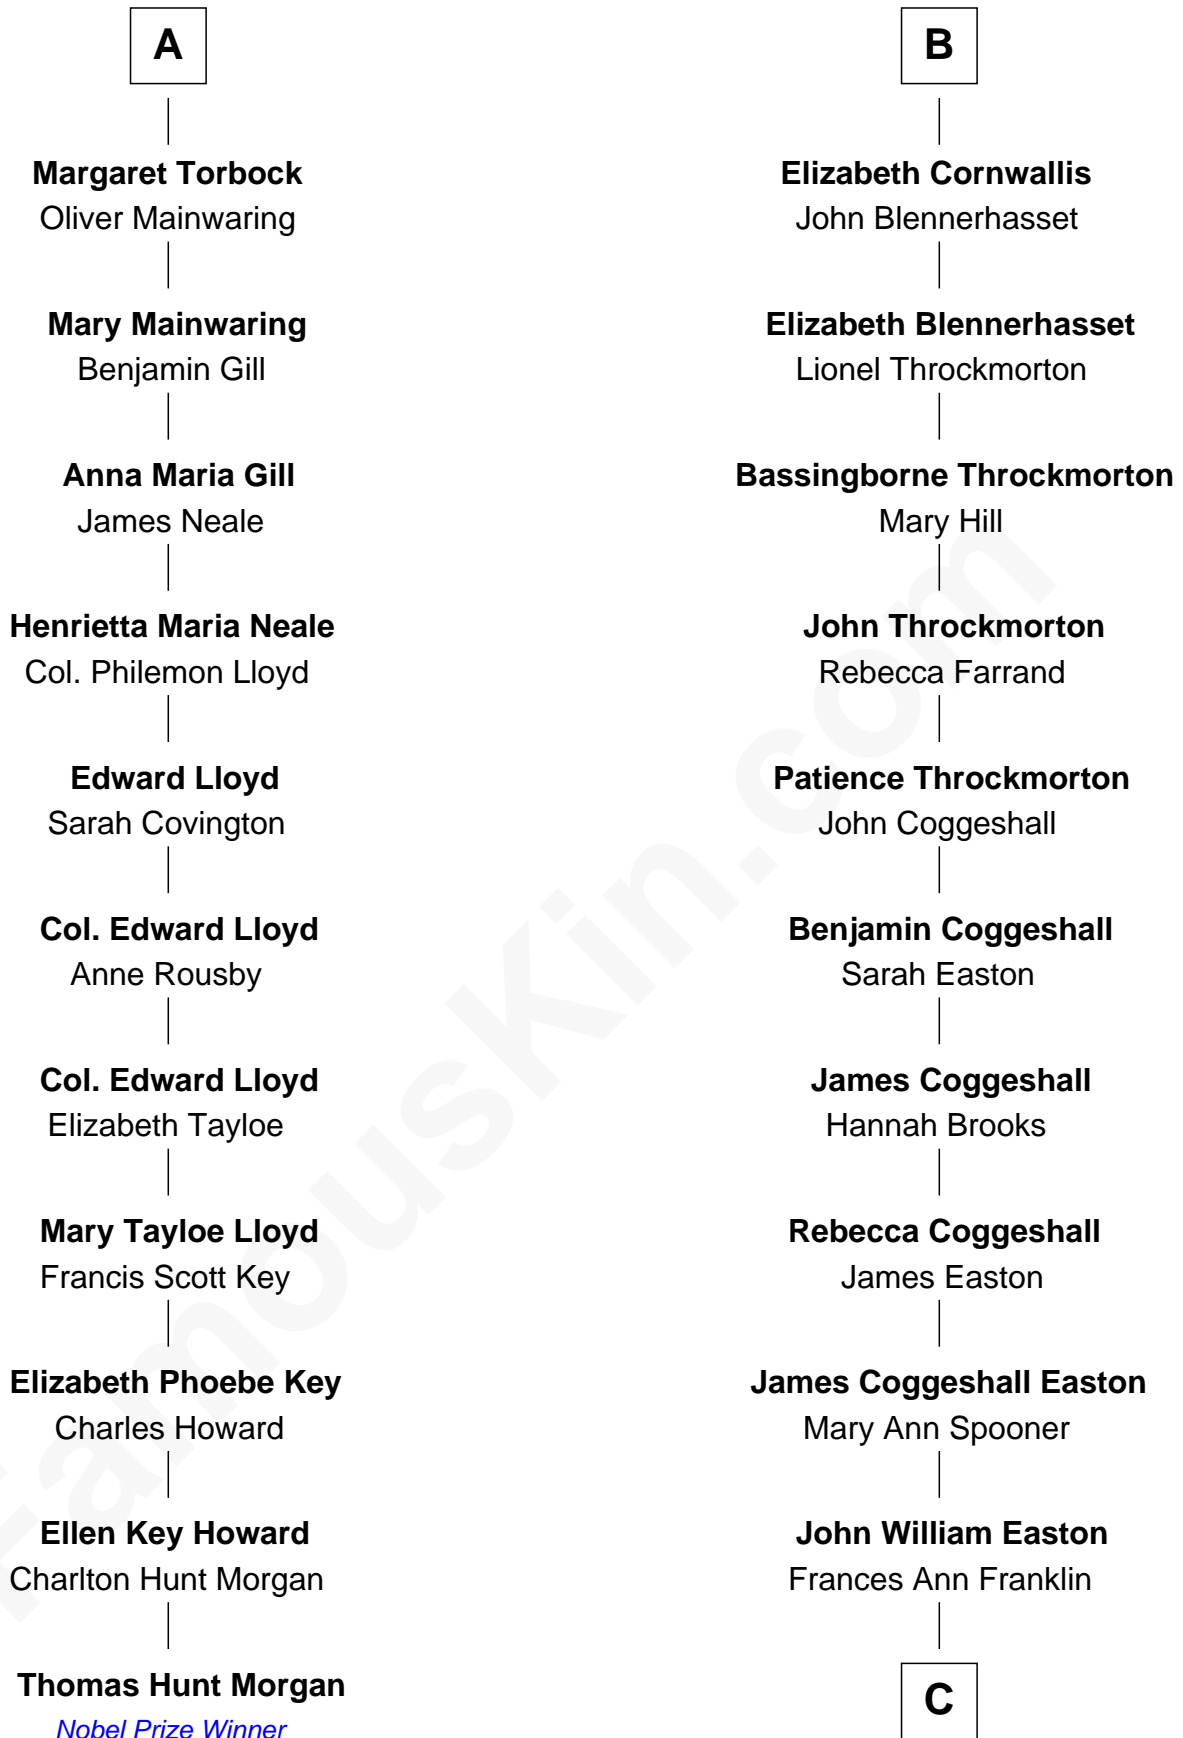 A
Margaret Torbock
Oliver Mainwaring
Mary Mainwaring
Benjamin Gill
Anna Maria Gill
James Neale
Henrietta Maria Neale
Col. Philemon Lloyd
Edward Lloyd
Sarah Covington
Col. Edward Lloyd
Anne Rousby
Col. Edward Lloyd
Elizabeth Tayloe
Mary Tayloe Lloyd
Francis Scott Key
Elizabeth Phoebe Key
Charles Howard
Ellen Key Howard
Charlton Hunt Morgan
Thomas Hunt Morgan
Nobel Prize Winner
B
Elizabeth Cornwallis
John Blennerhasset
Elizabeth Blennerhasset
Lionel Throckmorton
Bassingborne Throckmorton
Mary Hill
John Throckmorton
Rebecca Farrand
Patience Throckmorton
John Coggeshall
Benjamin Coggeshall
Sarah Easton
James Coggeshall
Hannah Brooks
Rebecca Coggeshall
James Easton
James Coggeshall Easton
Mary Ann Spooner
John William Easton
Frances Ann Franklin
C
FamousKin.com